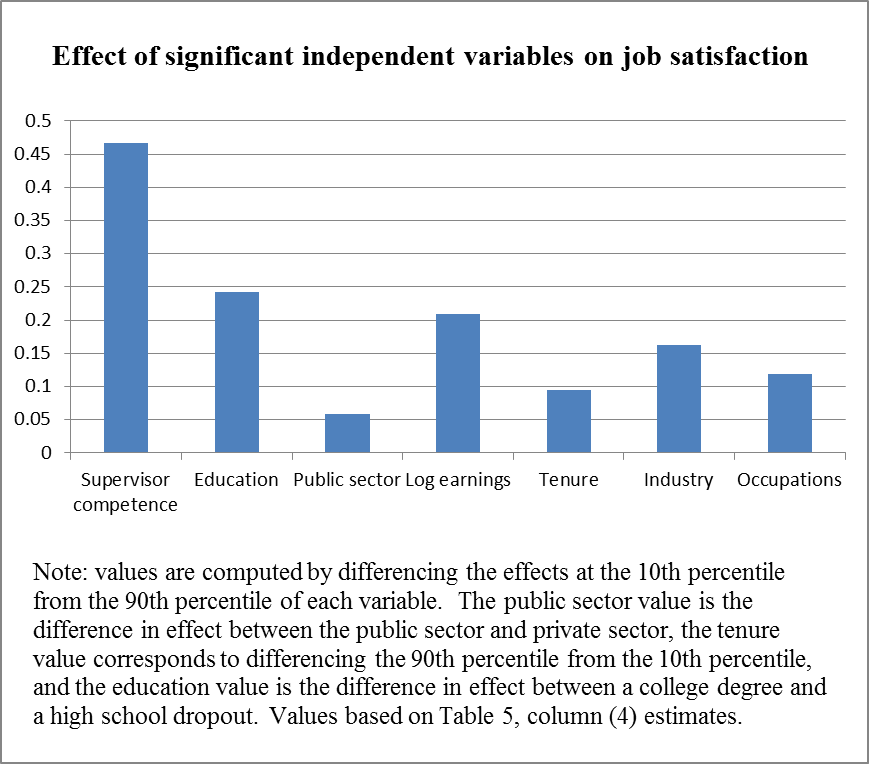 Effect of significant independent variables on job satisfaction
0.5
0.45
0.4
0.35
0.3
0.25
0.2
0.15
0.1
0.05
0
Supervisor competence
Education
Public sector
Log earnings
Tenure
Industry
Occupations
Note: values are computed by differencing the effects at the 10th percentile
from the 90th percentile of each variable.  The public sector value is the
difference in effect between the public sector and private sector, the tenure
value corresponds to differencing the 90th percentile from the 10th percentile,
and the education value is the difference in effect between a college degree and
a high school dropout.  Values based on Table 5, column (4) estimates.